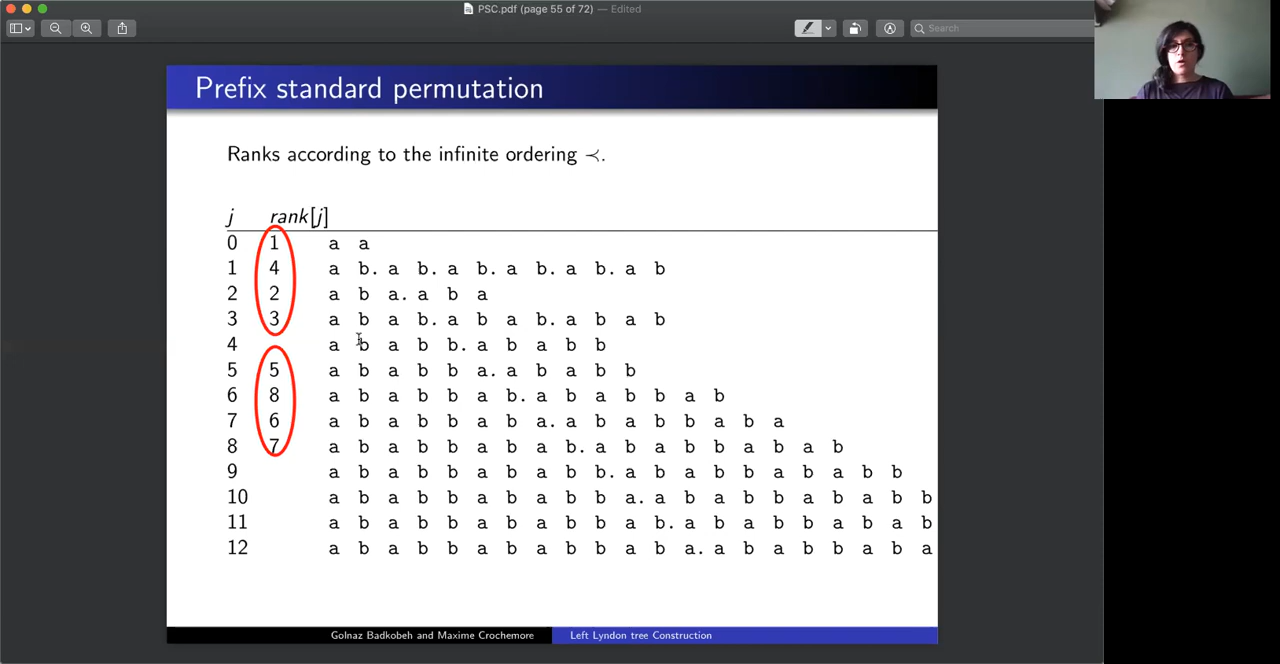 PSC.pdf (page 55 of 72) — Edited
Search
Prefix standard permutation
Ranks according to the infinite ordering ≺.
j rank[j]
0 1 a a
1 4 a b. a b. a b. a b. a b. a b
2 2 a b a. a b a
3 3 a b a b. a b a b. a b a b
4 a b a b b. a b a b b
5 5 a b a b b a. a b a b b
6 8 a b a b b a b. a b a b b a b
7 6 a b a b b a b a. a b a b b a b a
8 7 a b a b b a b a b. a b a b b a b a b
9 a b a b b a b a b b. a b a b b a b a b b
10 a b a b b a b a b b a. a b a b b a b a b b
11 a b a b b a b a b b a b. a b a b b a b a b
12 a b a b b a b a b b a b a. a b a b b a b a
Golnaz Badkobeh and Maxime Crochemore Left Lyndon tree Construction